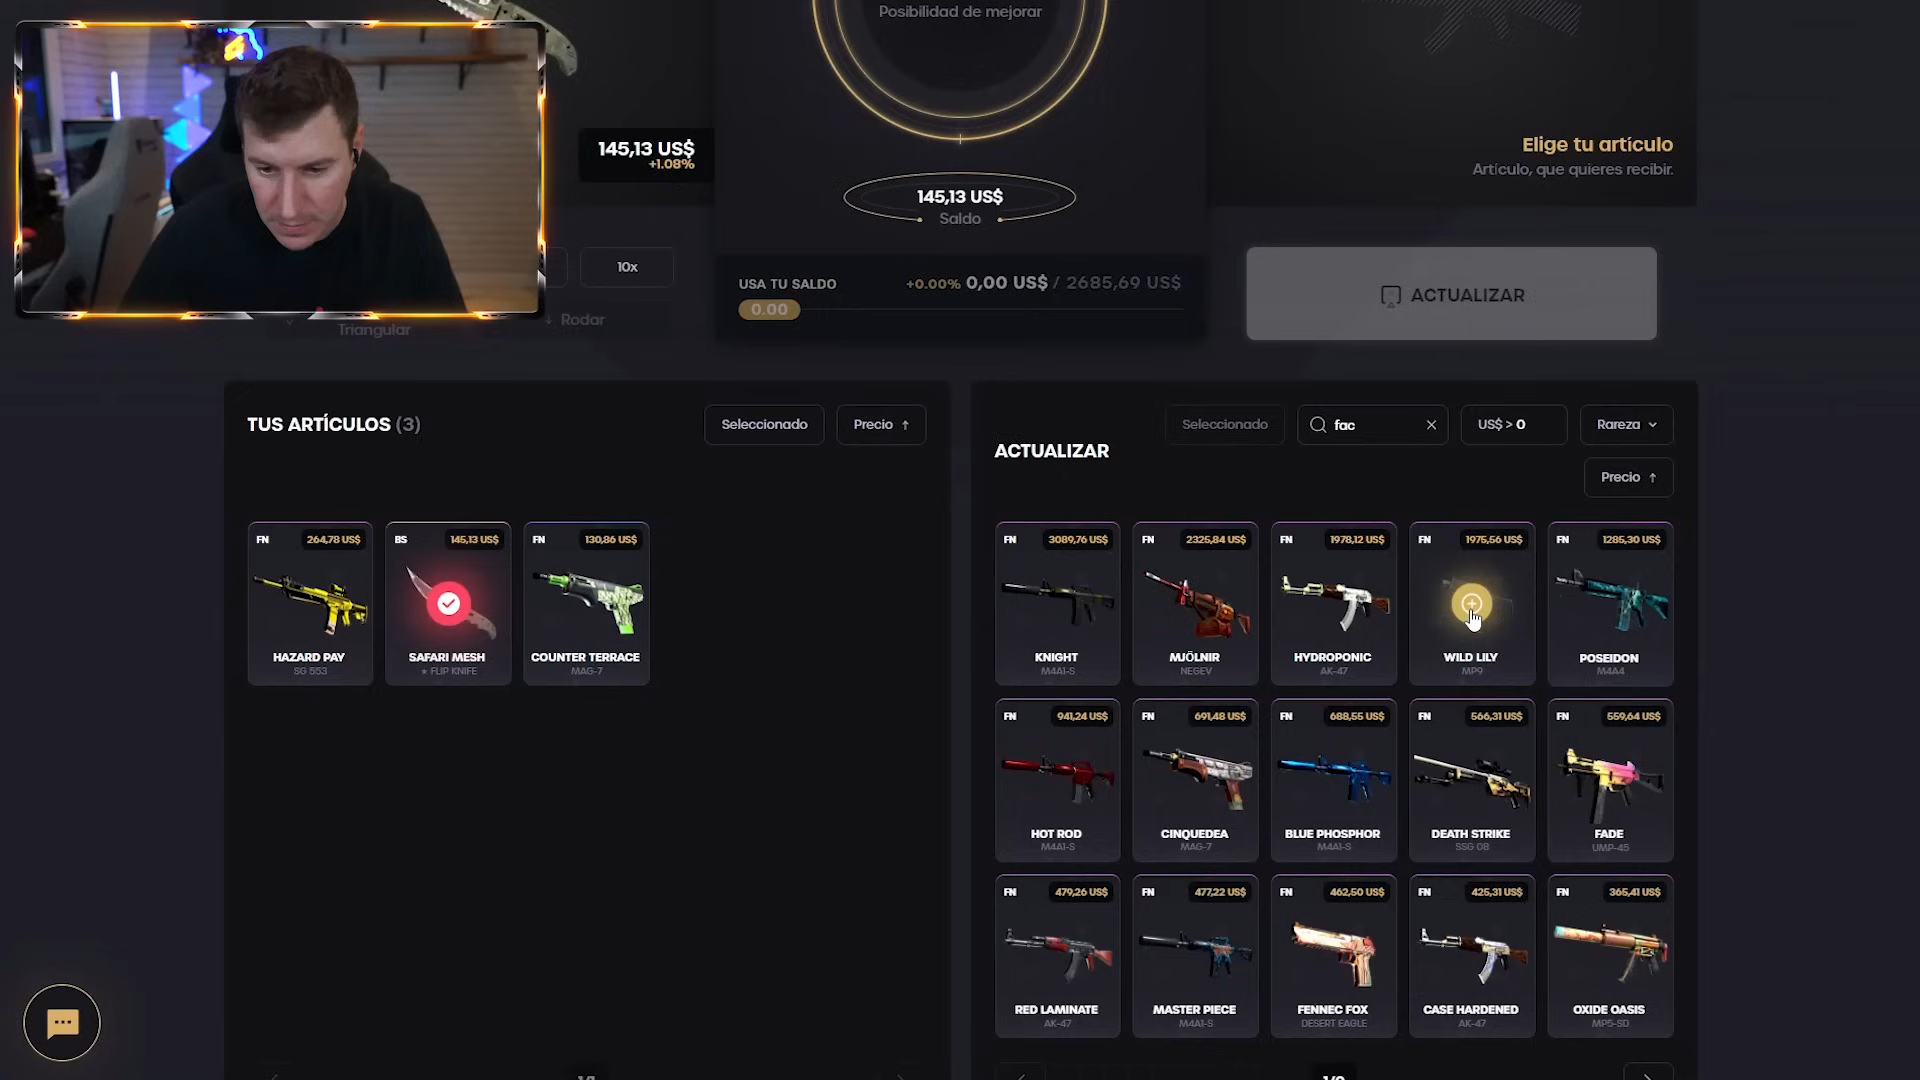 Posibilidad de mejorar
145,13 US$
+1.08%
145,13 US$
Saldo
Elige tu artículo
Artículo, que quieres recibir.
10x
Triangular
↓ Rodar
USA TU SALDO
+0.00% 0,00 US$ / 2685,69 US$
0.00
ACTUALIZAR
TUS ARTÍCULOS (3)
Seleccionado
Precio ↑
FN 264,78 US$
HAZARD PAY
SG 553
BS 145,13 US$
SAFARI MESH
★ FLIP KNIFE
FN 130,86 US$
COUNTER TERRACE
MAG-7
ACTUALIZAR
Seleccionado
fac
US$ > 0
Rareza
Precio ↑
FN 3089,76 US$
KNIGHT
M4A1-S
FN 2325,84 US$
MJÖLNIR
NEGEV
FN 1978,12 US$
HYDROPONIC
AK-47
FN 1975,56 US$
WILD LILY
MP9
FN 1285,30 US$
POSEIDON
M4A4
FN 941,24 US$
HOT ROD
M4A1-S
FN 691,48 US$
CINQUEDEA
MAG-7
FN 688,55 US$
BLUE PHOSPHOR
M4A1-S
FN 566,31 US$
DEATH STRIKE
SSG 08
FN 559,64 US$
FADE
UMP-45
FN 479,26 US$
RED LAMINATE
AK-47
FN 477,22 US$
MASTER PIECE
M4A1-S
FN 462,50 US$
FENNEC FOX
DESERT EAGLE
FN 425,31 US$
CASE HARDENED
AK-47
FN 365,41 US$
OXIDE OASIS
MP5-SD